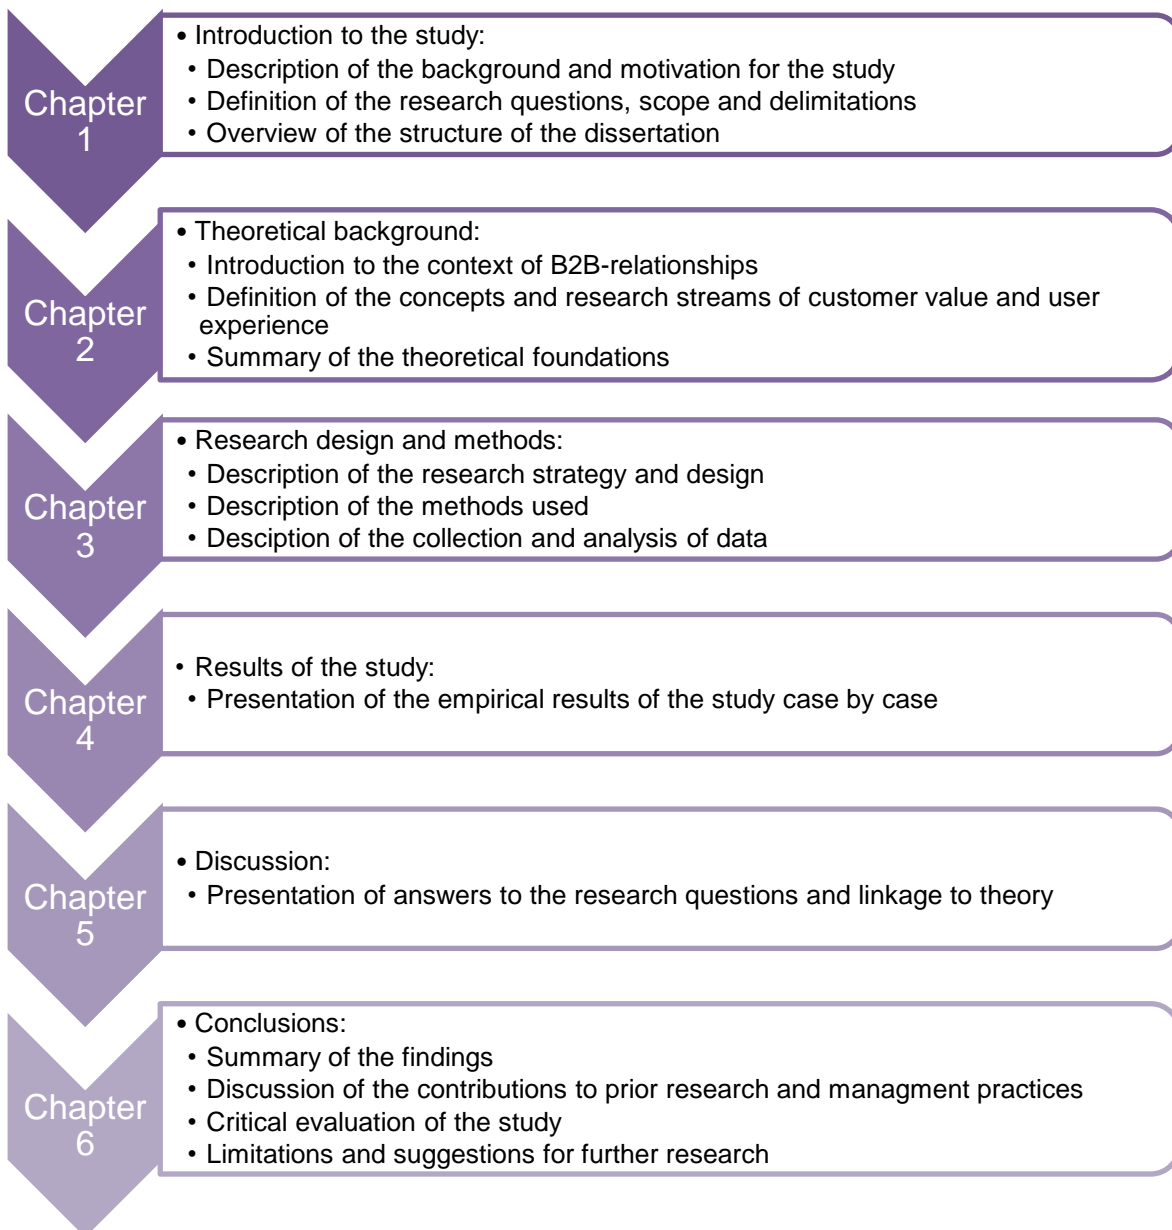 Chapter
1
• Introduction to the study:
• Description of the background and motivation for the study
• Definition of the research questions, scope and delimitations
• Overview of the structure of the dissertation
Chapter
2
• Theoretical background:
• Introduction to the context of B2B-relationships
• Definition of the concepts and research streams of customer value and user
experience
• Summary of the theoretical foundations
Chapter
3
• Research design and methods:
• Description of the research strategy and design
• Description of the methods used
• Desciption of the collection and analysis of data
Chapter
4
• Results of the study:
• Presentation of the empirical results of the study case by case
Chapter
5
• Discussion:
• Presentation of answers to the research questions and linkage to theory
Chapter
6
• Conclusions:
• Summary of the findings
• Discussion of the contributions to prior research and managment practices
• Critical evaluation of the study
• Limitations and suggestions for further research